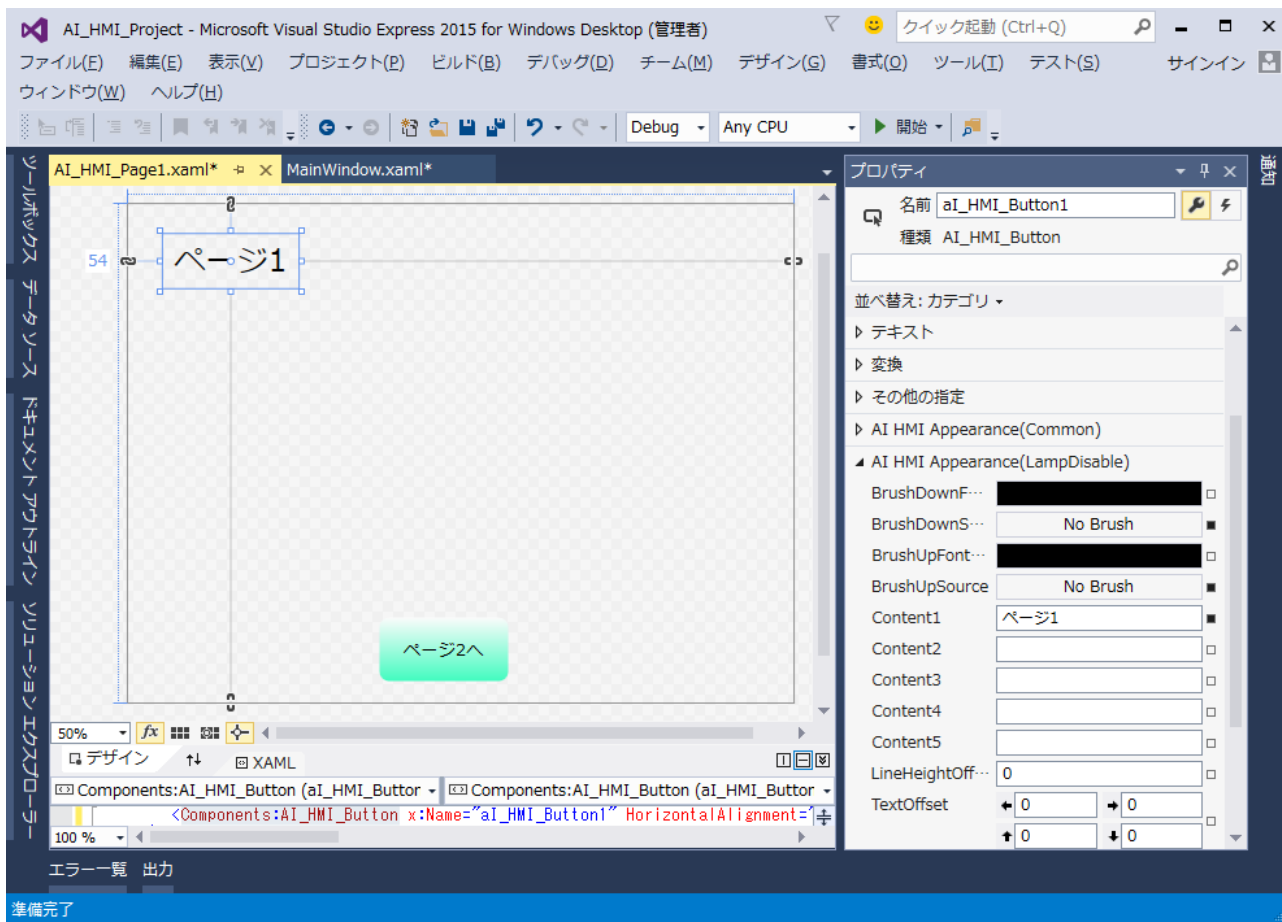 AI_HMI_Project - Microsoft Visual Studio Express 2015 for Windows Desktop (管理者)
クイック起動 (Ctrl+Q)
ファイル(F) 編集(E) 表示(V) プロジェクト(P) ビルド(B) デバッグ(D) チーム(M) デザイン(G) 書式(O) ツール(T) テスト(S) サインイン
ウィンドウ(W) ヘルプ(H)
Debug Any CPU 開始
ツールボックス
データ ソース
ドキュメント アウトライン
ソリューション エクスプローラー
AI_HMI_Page1.xaml* MainWindow.xaml*
54
ページ1
ページ2へ
50% fx
デザイン XAML
Components:AI_HMI_Button (aI_HMI_Buttor Components:AI_HMI_Button (aI_HMI_Buttor
<Components:AI_HMI_Button x:Name="aI_HMI_Button1" HorizontalAlignment="
100 %
プロパティ
名前 aI_HMI_Button1
種類 AI_HMI_Button
並べ替え: カテゴリ
テキスト
変換
その他の指定
AI HMI Appearance(Common)
AI HMI Appearance(LampDisable)
BrushDownF…
BrushDownS… No Brush
BrushUpFont…
BrushUpSource No Brush
Content1 ページ1
Content2
Content3
Content4
Content5
LineHeightOff… 0
TextOffset 0 0
0 0
通知
エラー一覧 出力
準備完了